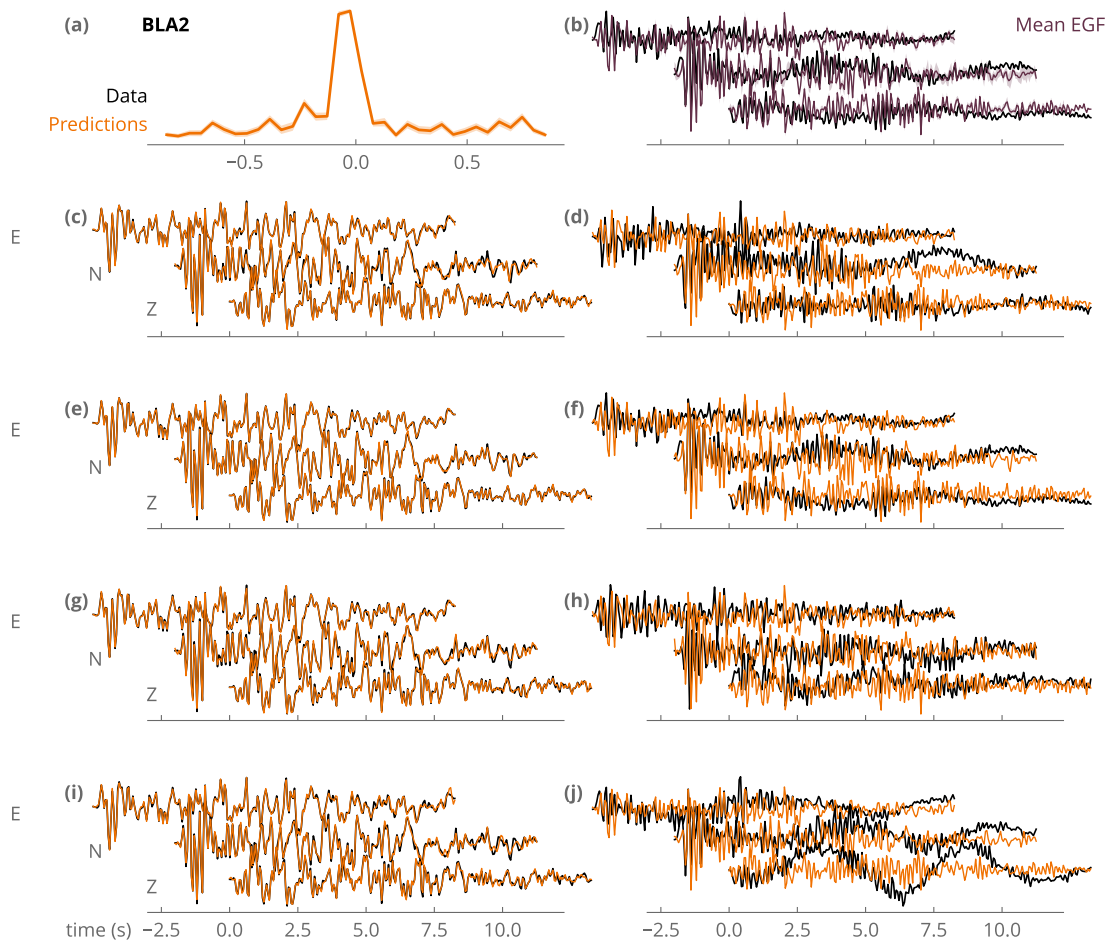 (a) BLA2 (b) Mean EGF
Data
Predictions
−0.5 0.0 0.5
(c) (d)
E
N
Z
(e) (f)
E
N
Z
(g) (h)
E
N
Z
(i) (j)
E
N
Z
time (s) −2.5 0.0 2.5 5.0 7.5 10.0 −2.5 0.0 2.5 5.0 7.5 10.0